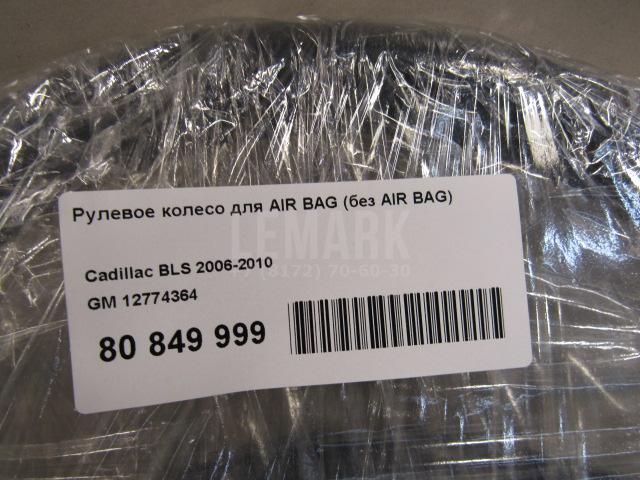 Рулевое колесо для AIR BAG (без AIR BAG)
LEMARK
Cadillac BLS 2006-2010
+7 (8172) 70-60-30
GM 12774364
80 849 999